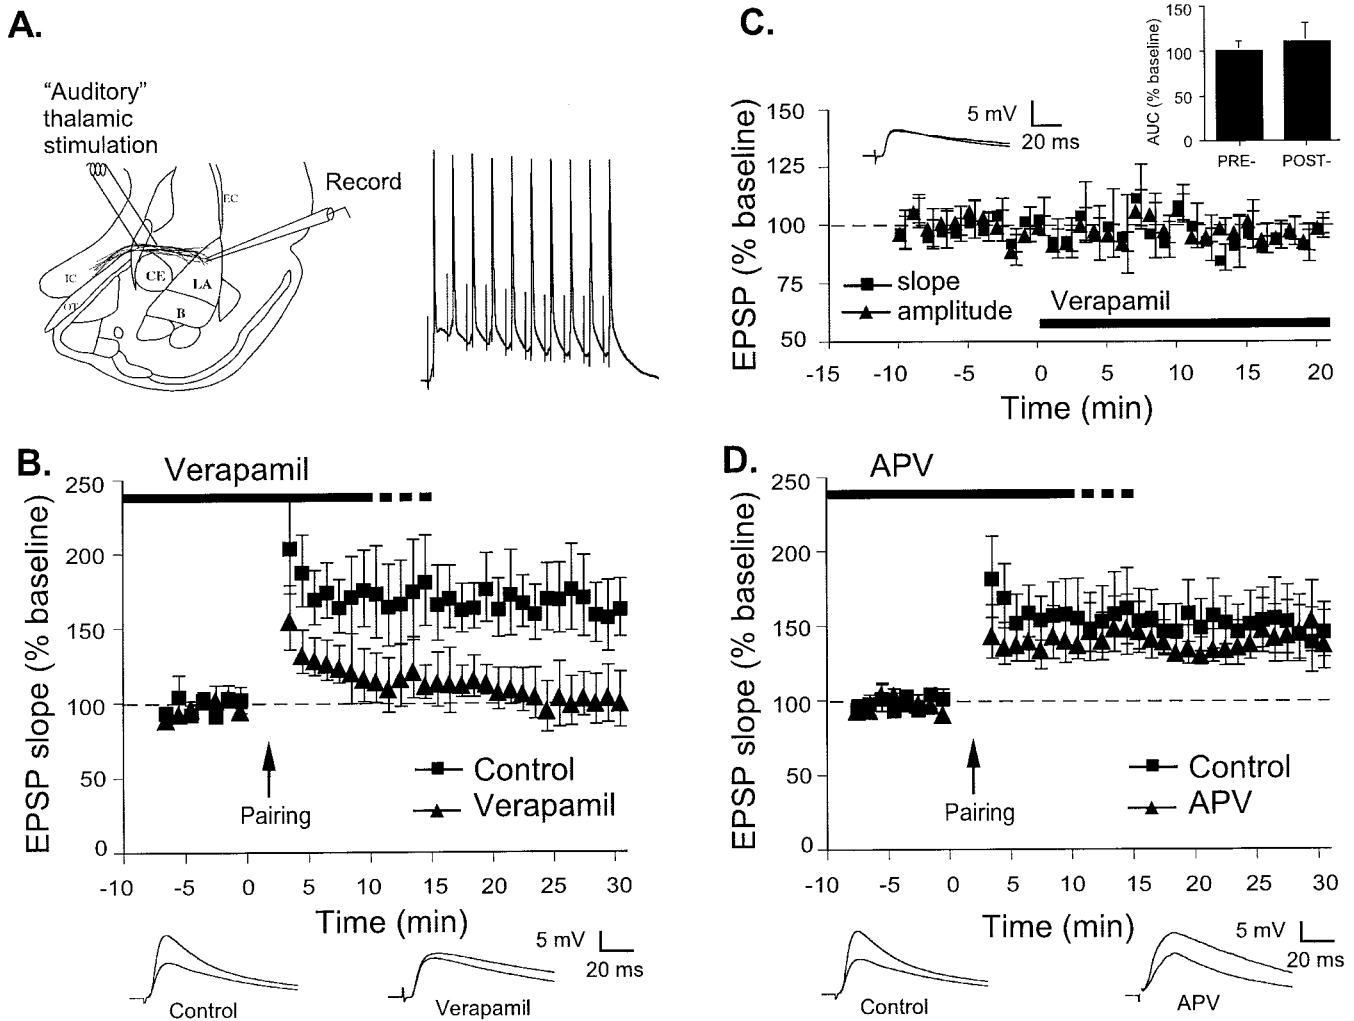 A.
"Auditory"
thalamic
stimulation
Record
EC
IC
OT
CE
LA
B
C.
AUC (% baseline)
150
100
50
0
PRE- POST-
5 mV
20 ms
EPSP (% baseline)
150
125
100
75
50
slope
amplitude
Verapamil
-15 -10 -5 0 5 10 15 20
Time (min)
B.
Verapamil
EPSP slope (% baseline)
250
200
150
100
50
0
Control
Verapamil
Pairing
-10 -5 0 5 10 15 20 25 30
Time (min)
5 mV
20 ms
Control
Verapamil
D.
APV
EPSP slope (% baseline)
250
200
150
100
50
0
Control
APV
Pairing
-10 -5 0 5 10 15 20 25 30
Time (min)
5 mV
20 ms
Control
APV